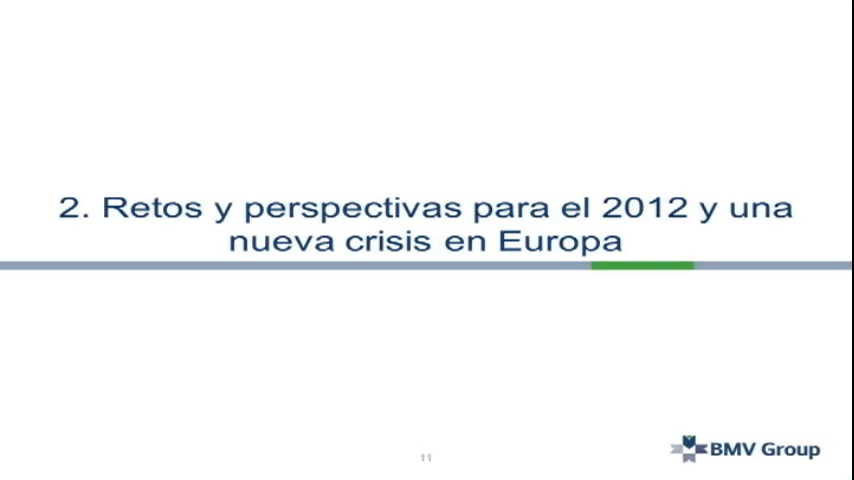 2. Retos y perspectivas para el 2012 y una
nueva crisis en Europa
11
BMV Group